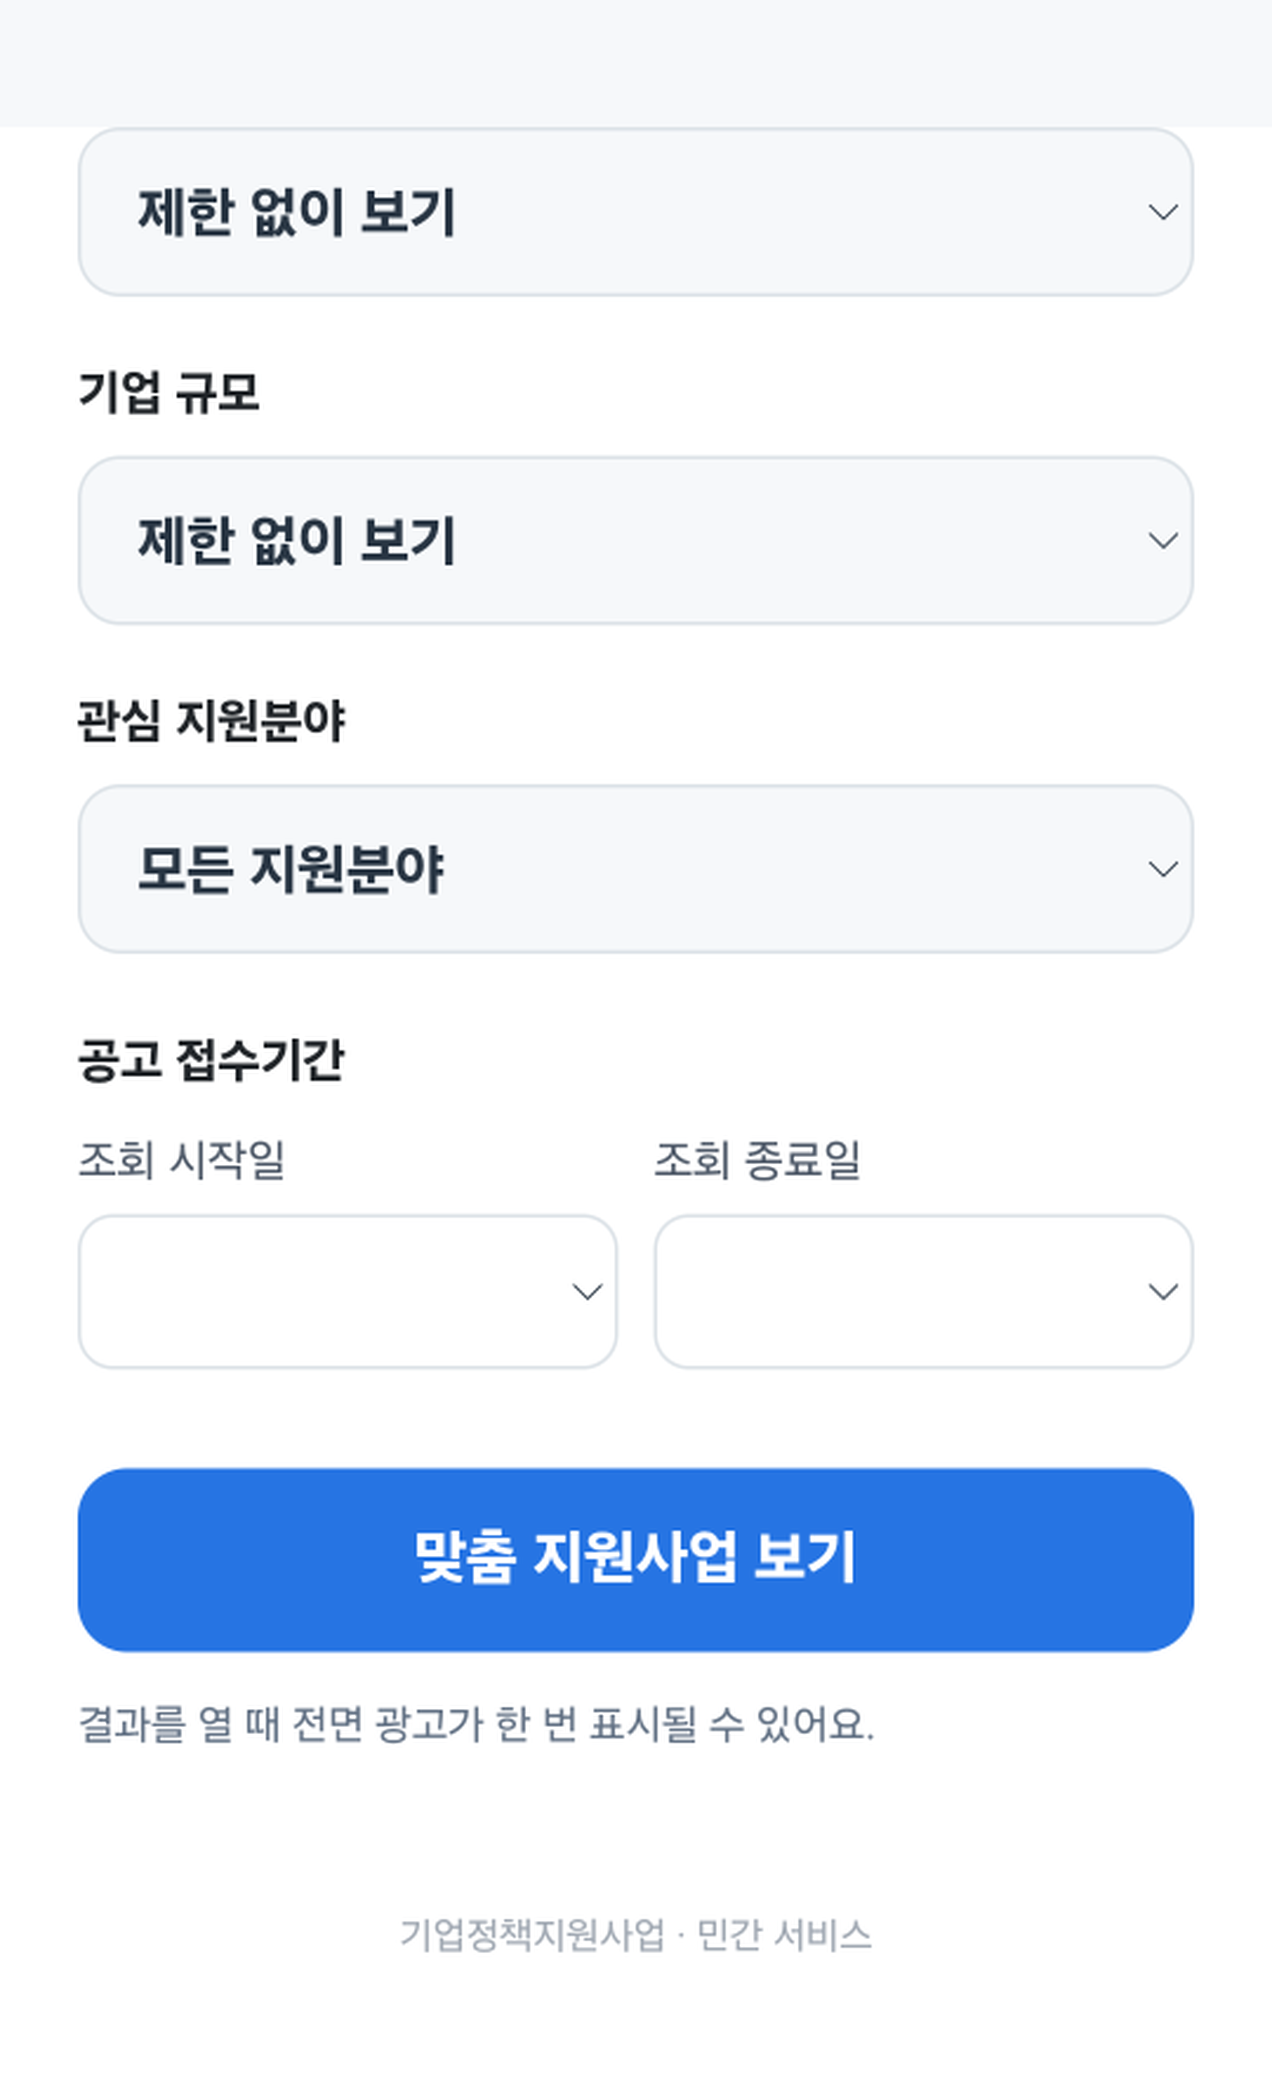 제한 없이 보기
기업 규모
제한 없이 보기
관심 지원분야
모든 지원분야
공고 접수기간
조회 시작일
조회 종료일
맞춤 지원사업 보기
결과를 열 때 전면 광고가 한 번 표시될 수 있어요.
기업정책지원사업 · 민간 서비스